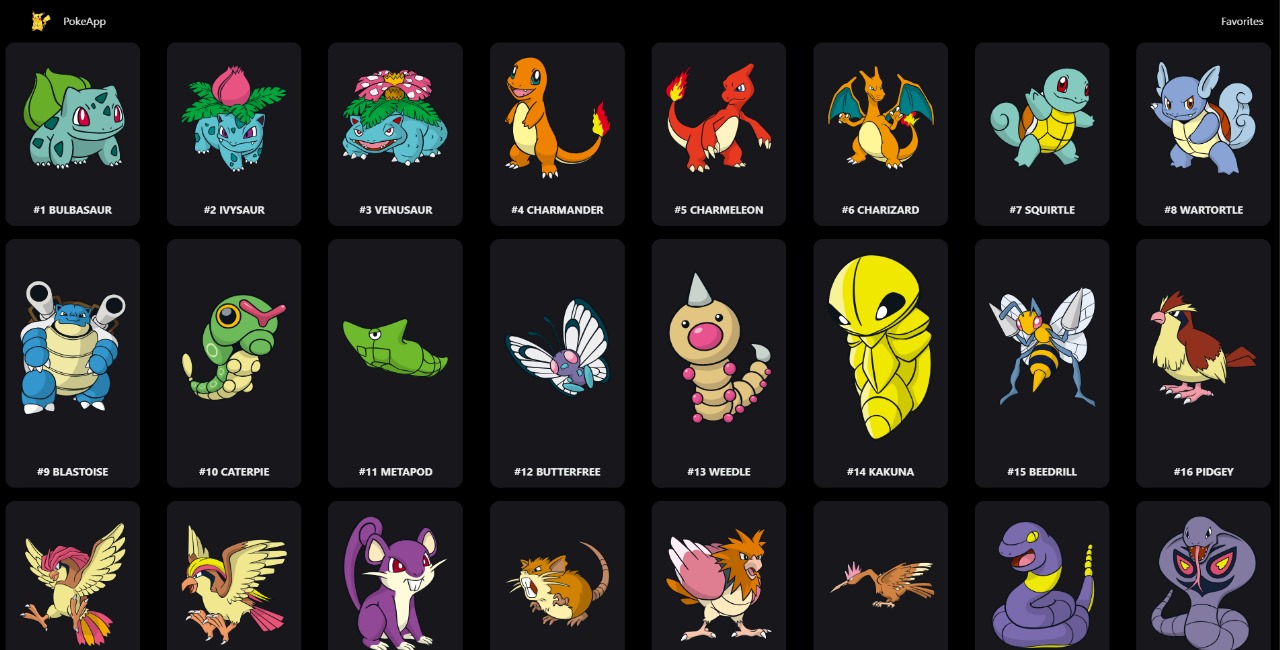 PokeApp
Favorites
#1 BULBASAUR
#2 IVYSAUR
#3 VENUSAUR
#4 CHARMANDER
#5 CHARMELEON
#6 CHARIZARD
#7 SQUIRTLE
#8 WARTORTLE
#9 BLASTOISE
#10 CATERPIE
#11 METAPOD
#12 BUTTERFREE
#13 WEEDLE
#14 KAKUNA
#15 BEEDRILL
#16 PIDGEY